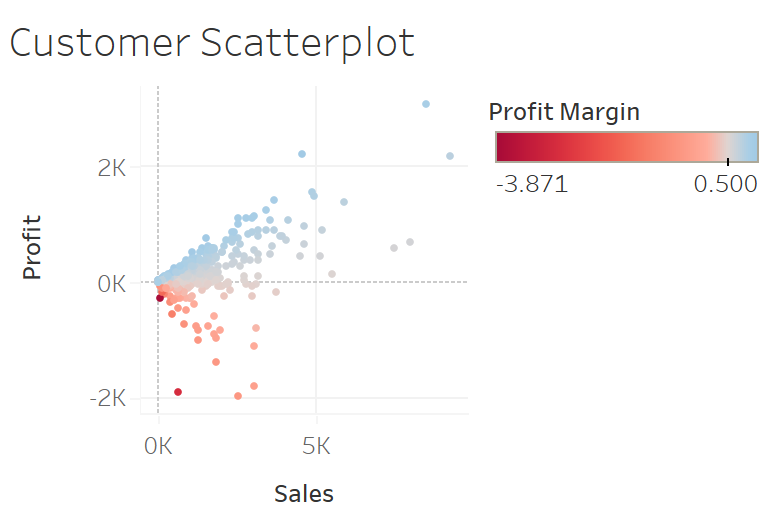 Customer Scatterplot
Profit Margin
-3.871 0.500
Profit
2K
0K
-2K
0K 5K
Sales